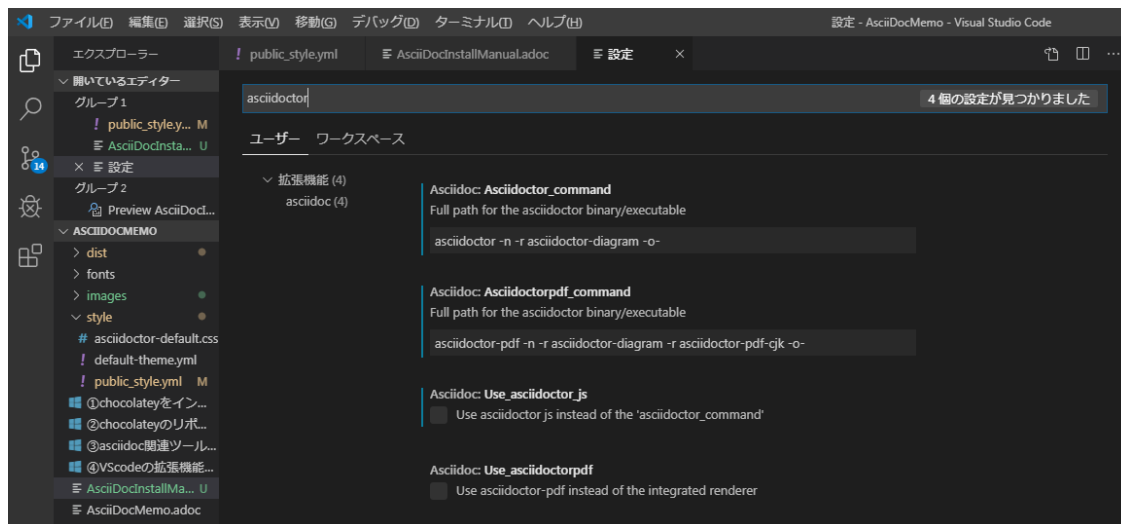 ファイル(F) 編集(E) 選択(S) 表示(V) 移動(G) デバッグ(D) ターミナル(T) ヘルプ(H) 設定 - AsciiDocMemo - Visual Studio Code
エクスプローラー
! public_style.yml
AsciiDocInstallManual.adoc
設定
開いているエディター
グループ 1
! public_style.y... M
AsciiDocInsta... U
設定
グループ 2
Preview AsciiDocI...
ASCIIDOCMEMO
dist
fonts
images
style
# asciidoctor-default.css
! default-theme.yml
! public_style.yml M
①chocolateyをイン...
②chocolateyのリポ...
③asciidoc関連ツール...
④VScodeの拡張機能...
AsciiDocInstallMa... U
AsciiDocMemo.adoc
14
asciidoctor
4 個の設定が見つかりました
ユーザー ワークスペース
拡張機能 (4)
asciidoc (4)
Asciidoc: Asciidoctor_command
Full path for the asciidoctor binary/executable
asciidoctor -n -r asciidoctor-diagram -o-
Asciidoc: Asciidoctorpdf_command
Full path for the asciidoctor binary/executable
asciidoctor-pdf -n -r asciidoctor-diagram -r asciidoctor-pdf-cjk -o-
Asciidoc: Use_asciidoctor_js
Use asciidoctor js instead of the 'asciidoctor_command'
Asciidoc: Use_asciidoctorpdf
Use asciidoctor-pdf instead of the integrated renderer